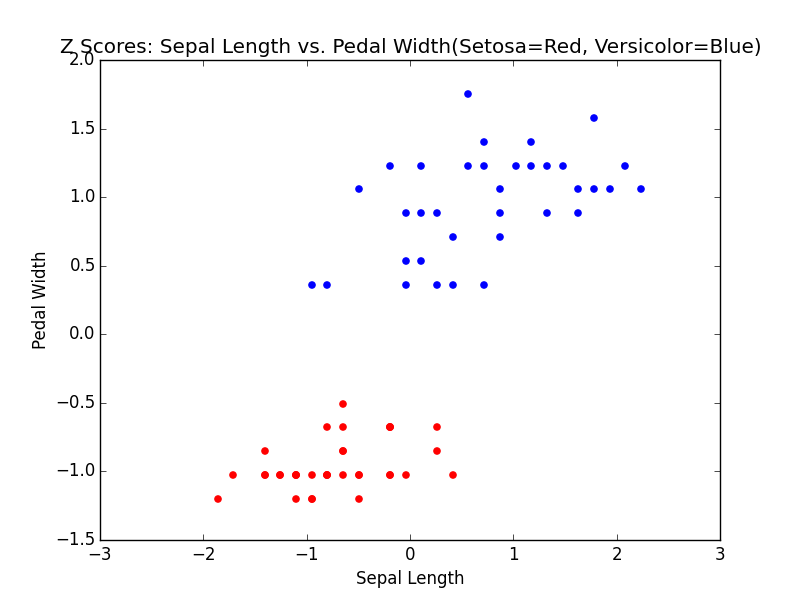 Z Scores: Sepal Length vs. Pedal Width(Setosa=Red, Versicolor=Blue)
2.0
1.5
1.0
0.5
0.0
−0.5
−1.0
−1.5
Pedal Width
−3 −2 −1 0 1 2 3
Sepal Length